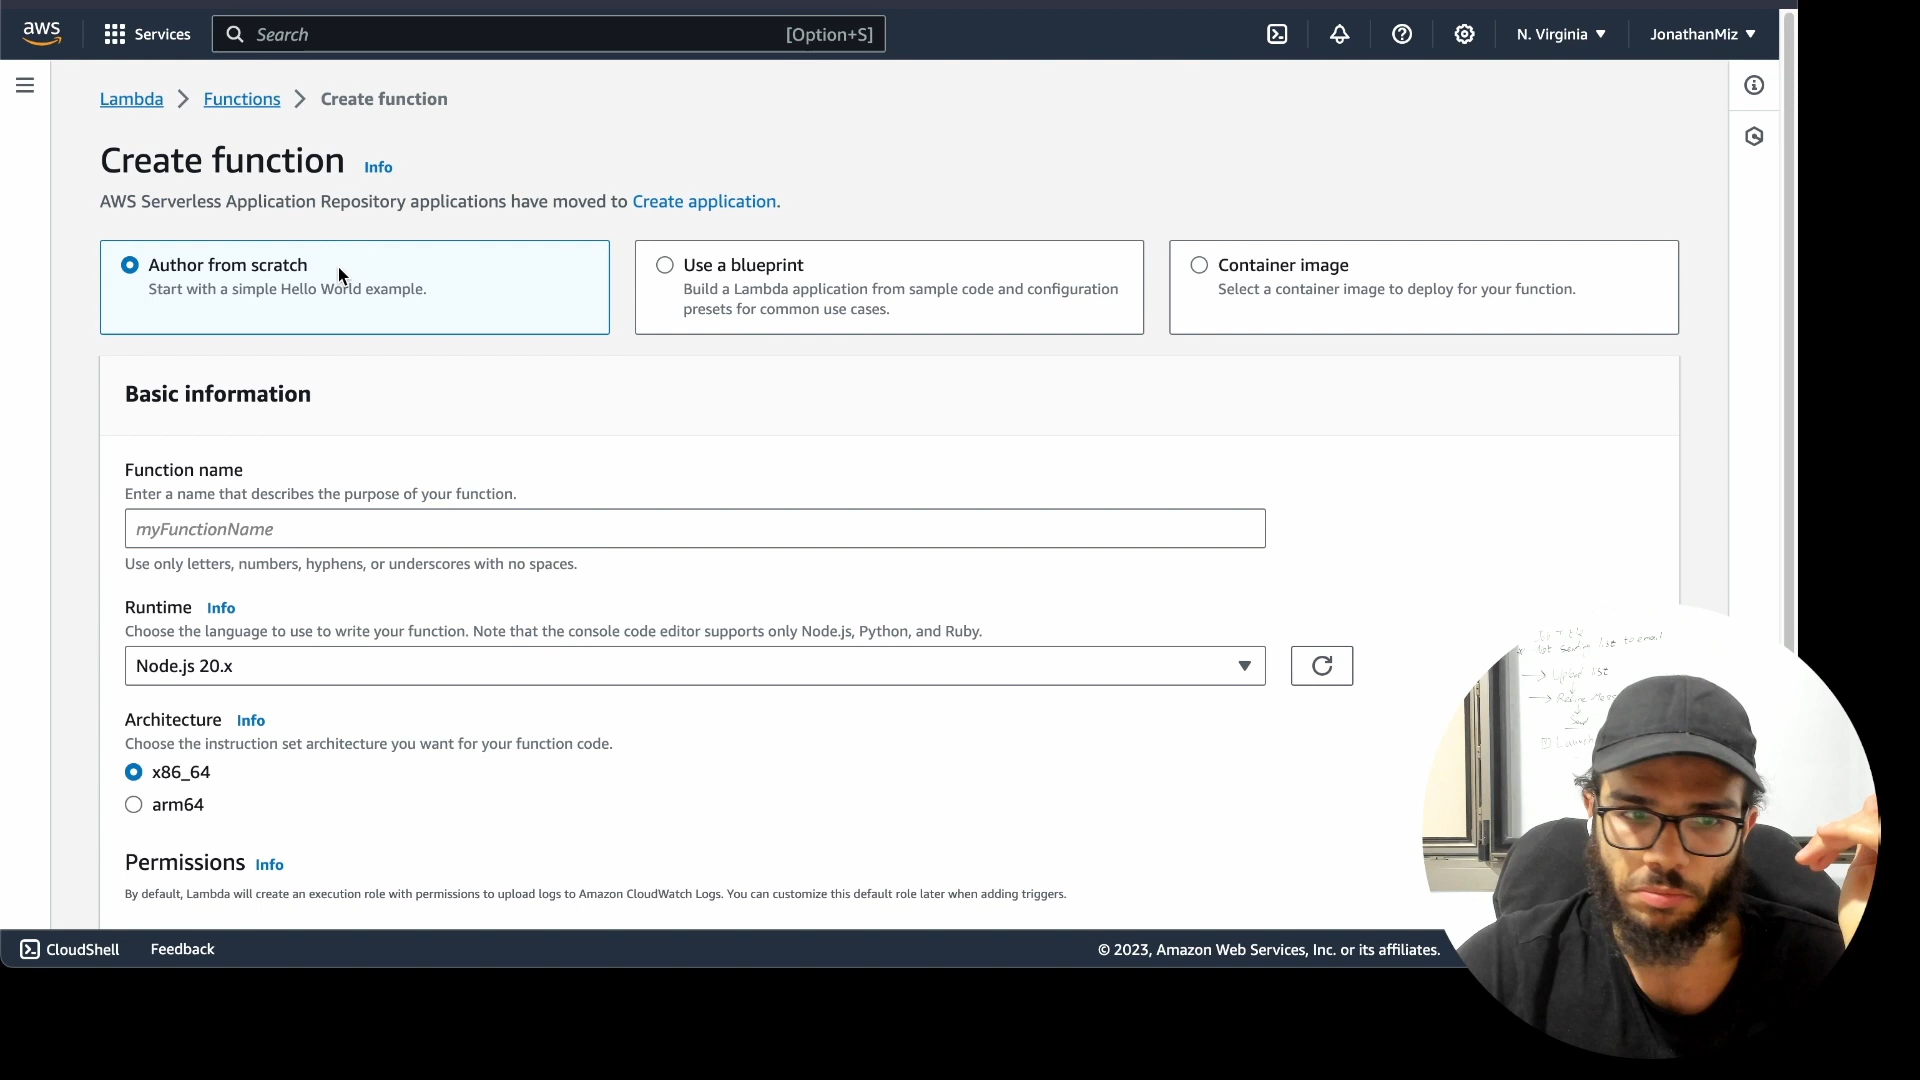 aws
Services
Search
[Option+S]
N. Virginia
JonathanMiz
Lambda
Functions
Create function
Create function Info
AWS Serverless Application Repository applications have moved to Create application.
Author from scratch
Start with a simple Hello World example.
Use a blueprint
Build a Lambda application from sample code and configuration
presets for common use cases.
Container image
Select a container image to deploy for your function.
Basic information
Function name
Enter a name that describes the purpose of your function.
myFunctionName
Use only letters, numbers, hyphens, or underscores with no spaces.
Runtime Info
Choose the language to use to write your function. Note that the console code editor supports only Node.js, Python, and Ruby.
Node.js 20.x
Architecture Info
Choose the instruction set architecture you want for your function code.
x86_64
arm64
Permissions Info
By default, Lambda will create an execution role with permissions to upload logs to Amazon CloudWatch Logs. You can customize this default role later when adding triggers.
list to email
Upload list
CloudShell
Feedback
© 2023, Amazon Web Services, Inc. or its affiliates.